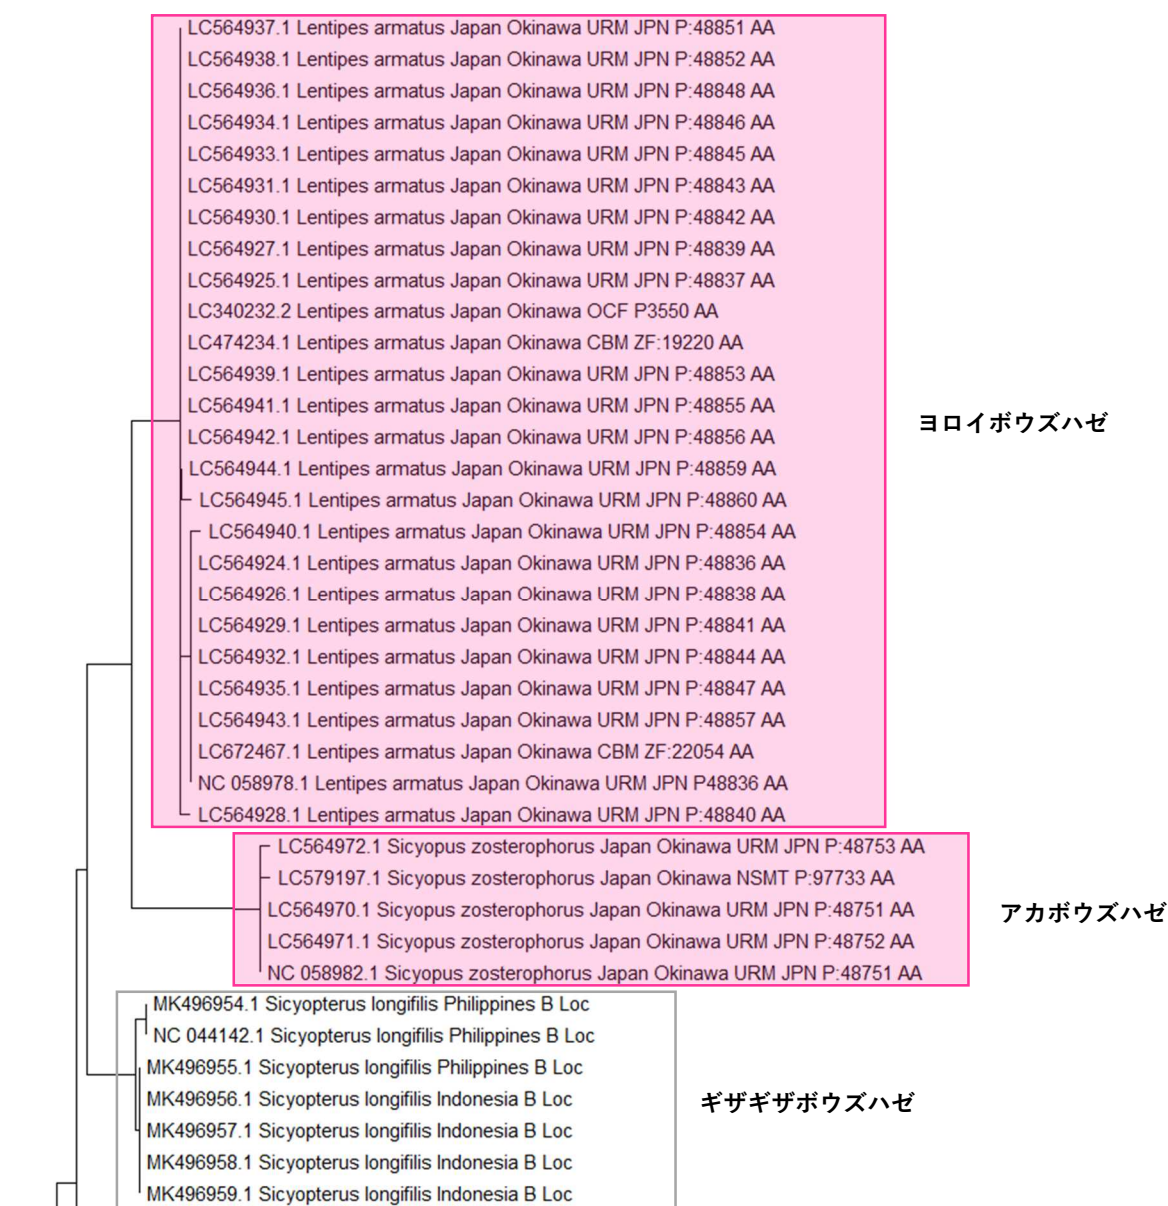 LC564937.1 Lentipes armatus Japan Okinawa URM JPN P:48851 AA
LC564938.1 Lentipes armatus Japan Okinawa URM JPN P:48852 AA
LC564936.1 Lentipes armatus Japan Okinawa URM JPN P:48848 AA
LC564934.1 Lentipes armatus Japan Okinawa URM JPN P:48846 AA
LC564933.1 Lentipes armatus Japan Okinawa URM JPN P:48845 AA
LC564931.1 Lentipes armatus Japan Okinawa URM JPN P:48843 AA
LC564930.1 Lentipes armatus Japan Okinawa URM JPN P:48842 AA
LC564927.1 Lentipes armatus Japan Okinawa URM JPN P:48839 AA
LC564925.1 Lentipes armatus Japan Okinawa URM JPN P:48837 AA
LC340232.2 Lentipes armatus Japan Okinawa OCF P3550 AA
LC474234.1 Lentipes armatus Japan Okinawa CBM ZF:19220 AA
LC564939.1 Lentipes armatus Japan Okinawa URM JPN P:48853 AA
LC564941.1 Lentipes armatus Japan Okinawa URM JPN P:48855 AA
ヨロイボウズハゼ
LC564942.1 Lentipes armatus Japan Okinawa URM JPN P:48856 AA
LC564944.1 Lentipes armatus Japan Okinawa URM JPN P:48859 AA
LC564945.1 Lentipes armatus Japan Okinawa URM JPN P:48860 AA
LC564940.1 Lentipes armatus Japan Okinawa URM JPN P:48854 AA
LC564924.1 Lentipes armatus Japan Okinawa URM JPN P:48836 AA
LC564926.1 Lentipes armatus Japan Okinawa URM JPN P:48838 AA
LC564929.1 Lentipes armatus Japan Okinawa URM JPN P:48841 AA
LC564932.1 Lentipes armatus Japan Okinawa URM JPN P:48844 AA
LC564935.1 Lentipes armatus Japan Okinawa URM JPN P:48847 AA
LC564943.1 Lentipes armatus Japan Okinawa URM JPN P:48857 AA
LC672467.1 Lentipes armatus Japan Okinawa CBM ZF:22054 AA
NC 058978.1 Lentipes armatus Japan Okinawa URM JPN P48836 AA
LC564928.1 Lentipes armatus Japan Okinawa URM JPN P:48840 AA
LC564972.1 Sicyopus zosterophorus Japan Okinawa URM JPN P:48753 AA
LC579197.1 Sicyopus zosterophorus Japan Okinawa NSMT P:97733 AA
LC564970.1 Sicyopus zosterophorus Japan Okinawa URM JPN P:48751 AA
アカボウズハゼ
LC564971.1 Sicyopus zosterophorus Japan Okinawa URM JPN P:48752 AA
NC 058982.1 Sicyopus zosterophorus Japan Okinawa URM JPN P:48751 AA
MK496954.1 Sicyopterus longifilis Philippines B Loc
NC 044142.1 Sicyopterus longifilis Philippines B Loc
MK496955.1 Sicyopterus longifilis Philippines B Loc
MK496956.1 Sicyopterus longifilis Indonesia B Loc
ギザギザボウズハゼ
MK496957.1 Sicyopterus longifilis Indonesia B Loc
MK496958.1 Sicyopterus longifilis Indonesia B Loc
MK496959.1 Sicyopterus longifilis Indonesia B Loc